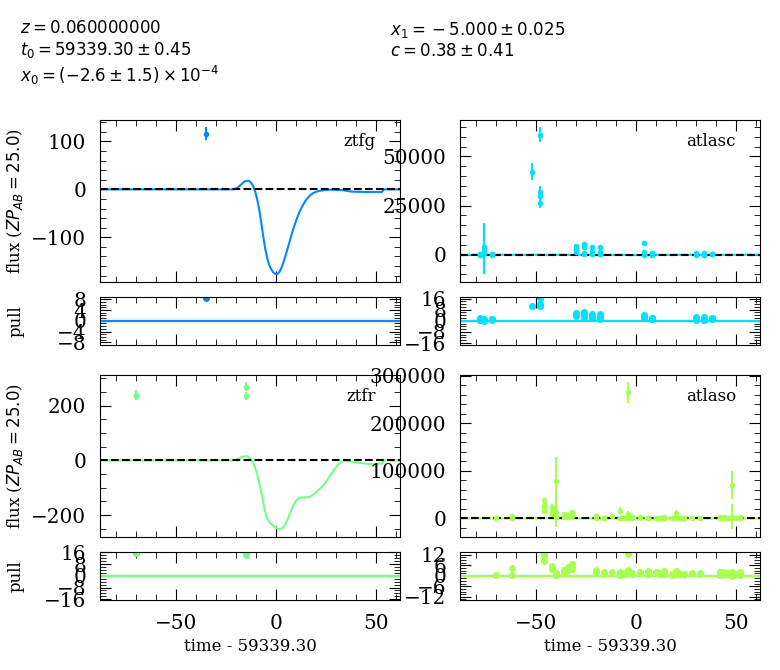 z = 0.060000000
t0 = 59339.30 ± 0.45
x0 = (−2.6 ± 1.5) × 10^−4
x1 = −5.000 ± 0.025
c = 0.38 ± 0.41
flux (ZP_AB = 25.0)
100
0
−100
ztfg
50000
25000
0
atlasc
pull
8
4
0
−4
−8
16
8
0
−8
−16
flux (ZP_AB = 25.0)
200
0
−200
ztfr
300000
200000
100000
0
atlaso
pull
16
8
0
−8
−16
12
6
0
−6
−12
−50 0 50
−50 0 50
time - 59339.30
time - 59339.30